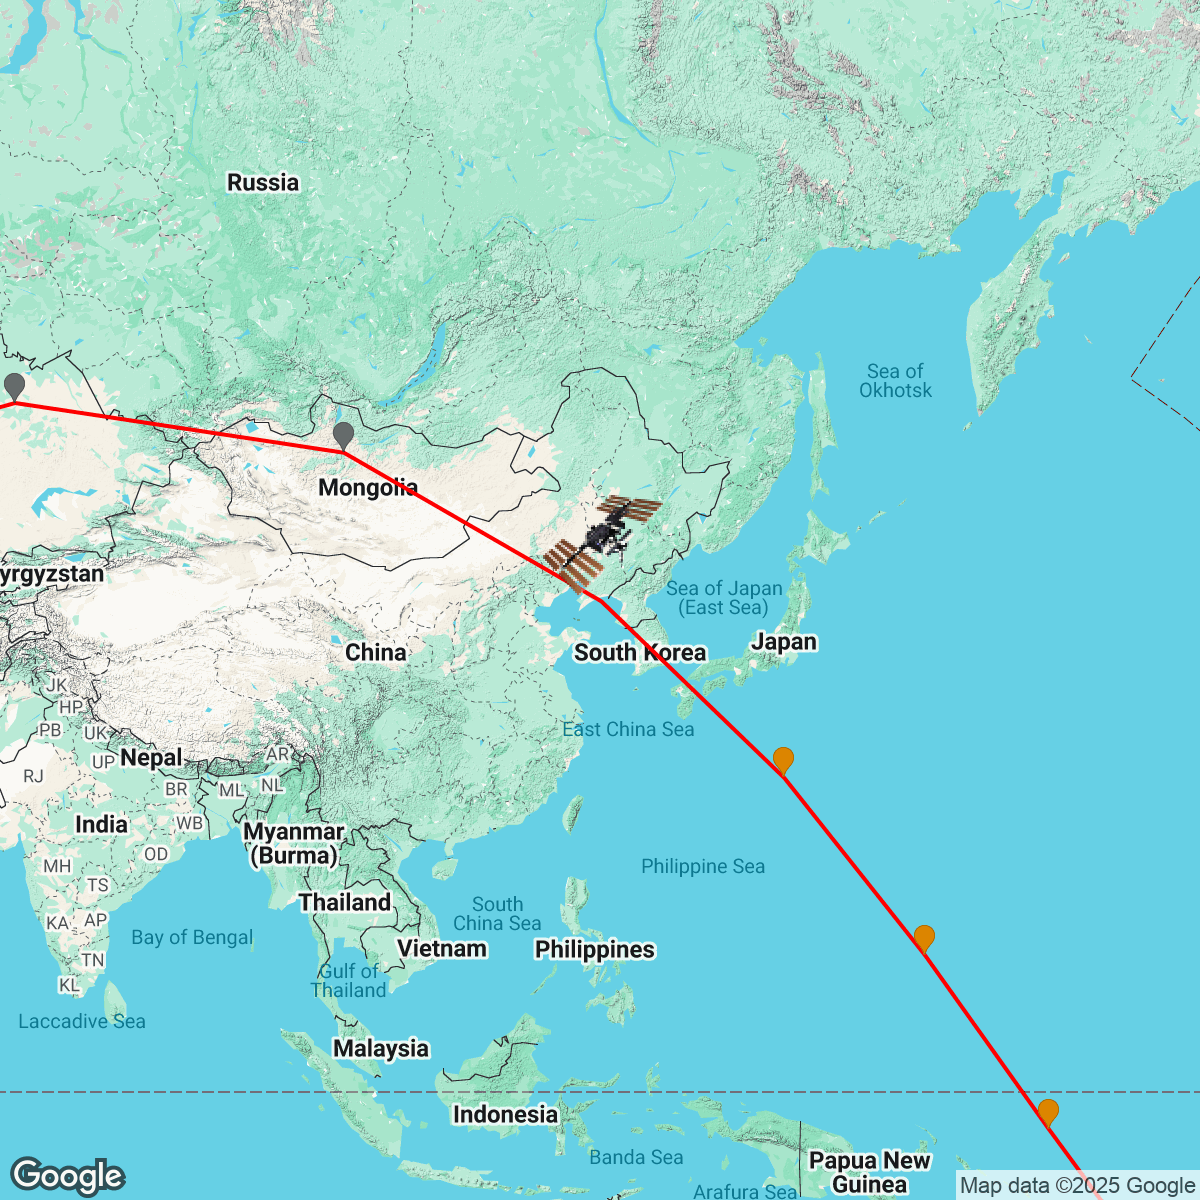 Russia
Sea of
Okhotsk
Mongolia
yrgyzstan
Sea of Japan
(East Sea)
Japan
China
South Korea
JK
HP
PB
UK
East China Sea
Nepal
AR
UP
RJ
NL
BR
ML
India
WB
Myanmar
(Burma)
OD
MH
Philippine Sea
TS
Thailand
South
China Sea
KA
AP
Bay of Bengal
Vietnam
Philippines
TN
Gulf of
Thailand
KL
Laccadive Sea
Malaysia
Indonesia
Banda Sea
Papua New
Guinea
Arafura Sea
Google
Map data ©2025 Google